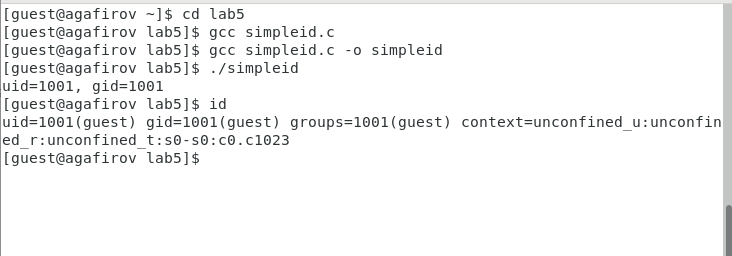 [guest@agafirov ~]$ cd lab5
[guest@agafirov lab5]$ gcc simpleid.c
[guest@agafirov lab5]$ gcc simpleid.c -o simpleid
[guest@agafirov lab5]$ ./simpleid
uid=1001, gid=1001
[guest@agafirov lab5]$ id
uid=1001(guest) gid=1001(guest) groups=1001(guest) context=unconfined_u:unconfin
ed_r:unconfined_t:s0-s0:c0.c1023
[guest@agafirov lab5]$